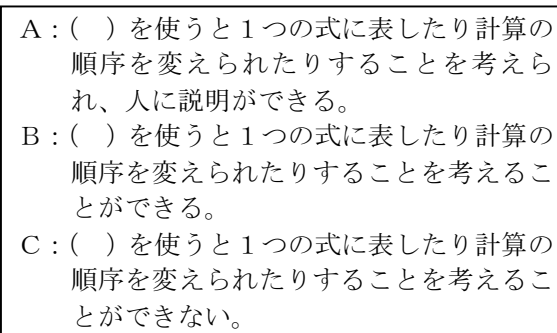 A：(　) を使うと１つの式に表したり計算の
順序を変えられたりすることを考えら
れ、人に説明ができる。
B：(　) を使うと１つの式に表したり計算の
順序を変えられたりすることを考えるこ
とができる。
C：(　) を使うと１つの式に表したり計算の
順序を変えられたりすることを考えるこ
とができない。